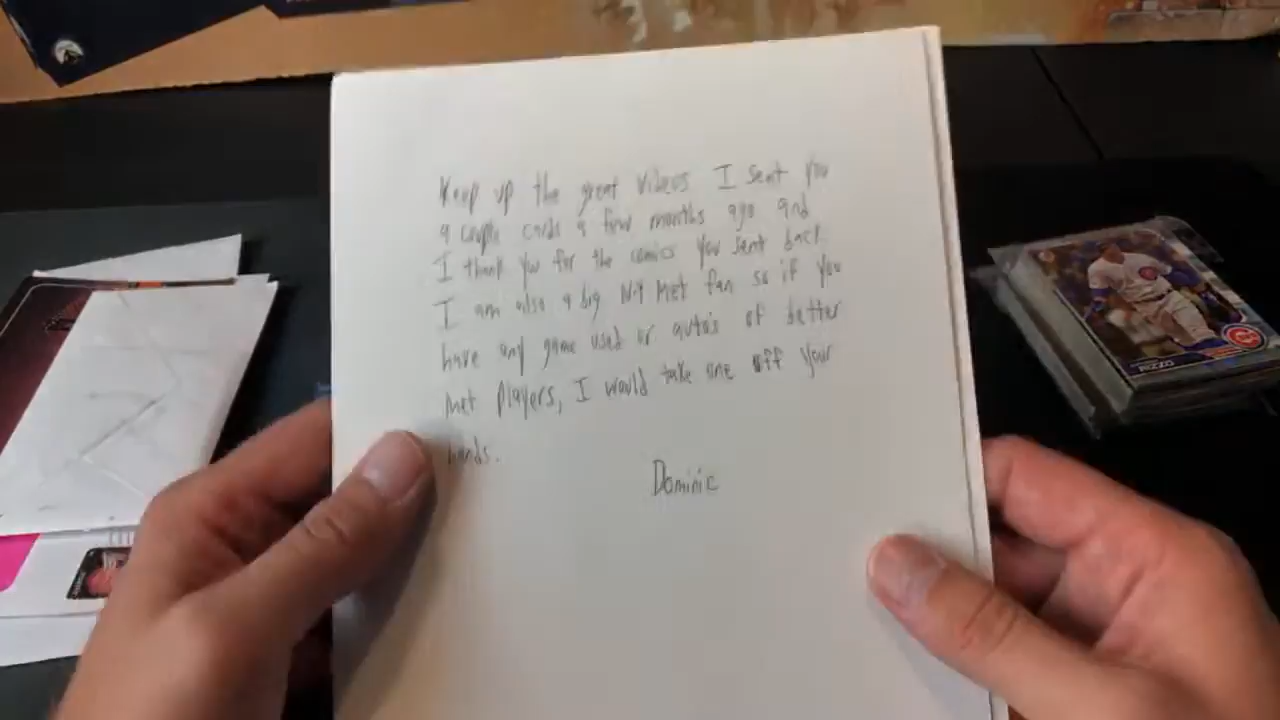 Keep up the great videos I sent you
a couple cards a few months ago and
I thank you for the comics you sent back.
I am also a big NY Met fan so if you
have any game used or auto's of better
met players, I would take one off your
hands.
Dominic
RIZZO